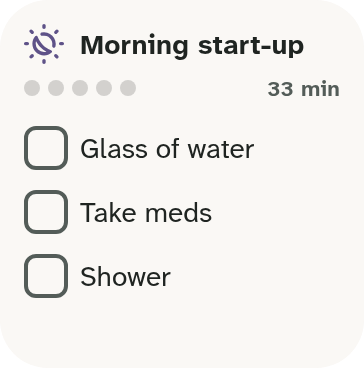 Morning start-up
33 min
Glass of water
Take meds
Shower